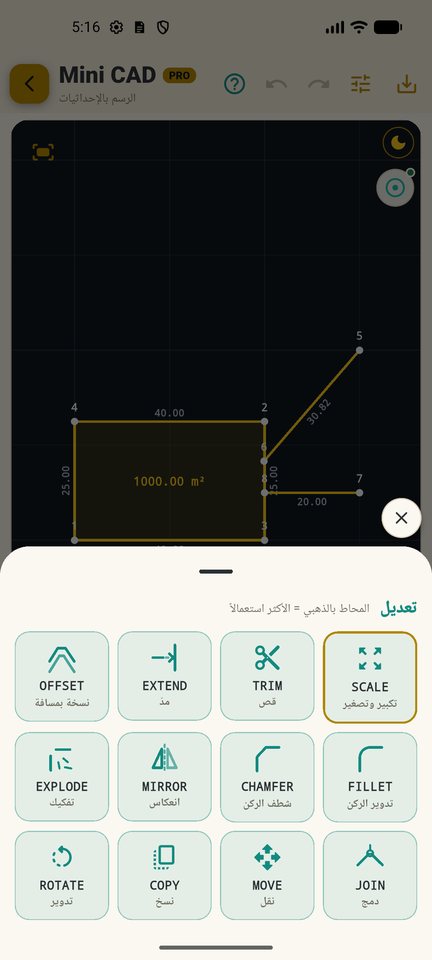 5:16
Mini CAD PRO
الرسم بالإحداثيات
5
4
40.00
2
30.82
6
25.00
1000.00 m²
25.00
8
7
20.00
1
3
تعديل
المحاط بالذهبي = الأكثر استعمالاً
OFFSET
نسخة بمسافة
EXTEND
مدّ
TRIM
قص
SCALE
تكبير وتصغير
EXPLODE
تفكيك
MIRROR
انعكاس
CHAMFER
شطف الركن
FILLET
تدوير الركن
ROTATE
تدوير
COPY
نسخ
MOVE
نقل
JOIN
دمج